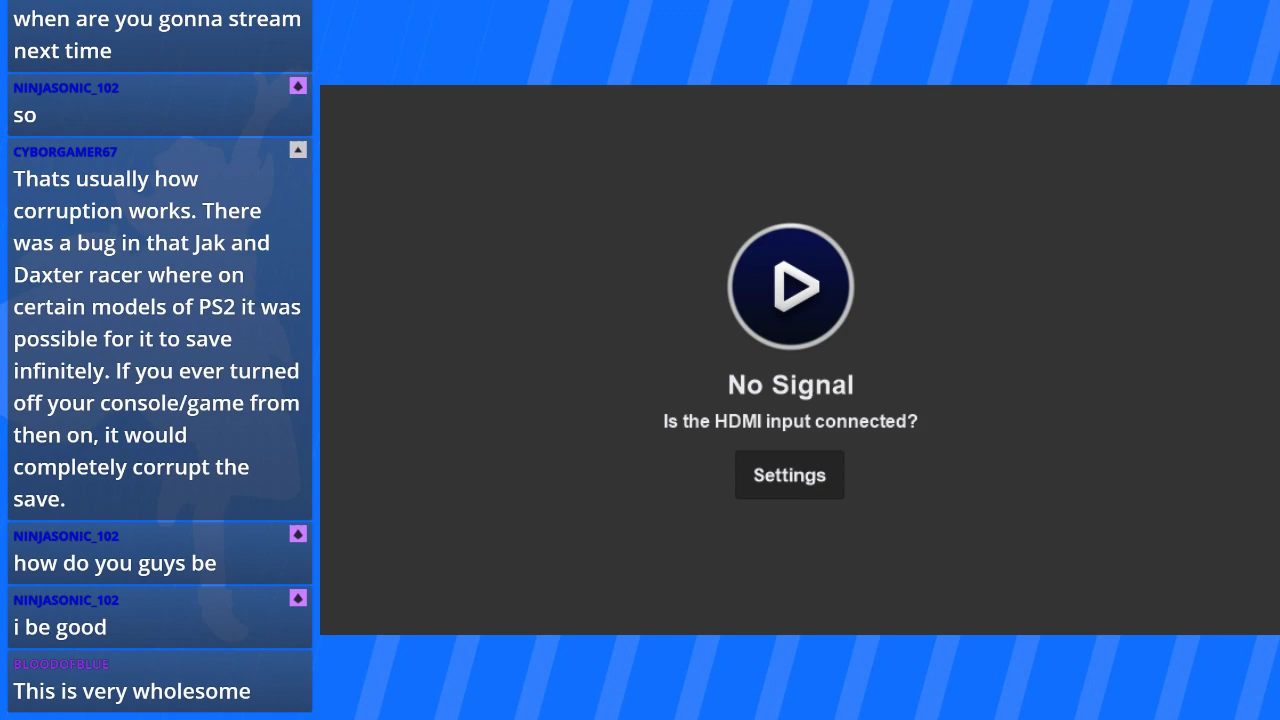 when are you gonna stream
next time
NINJASONIC_102
so
CYBORGAMER67
Thats usually how
corruption works. There
was a bug in that Jak and
Daxter racer where on
certain models of PS2 it was
possible for it to save
infinitely. If you ever turned
off your console/game from
then on, it would
completely corrupt the
save.
NINJASONIC_102
how do you guys be
NINJASONIC_102
i be good
BLOODOFBLUE
This is very wholesome
No Signal
Is the HDMI input connected?
Settings